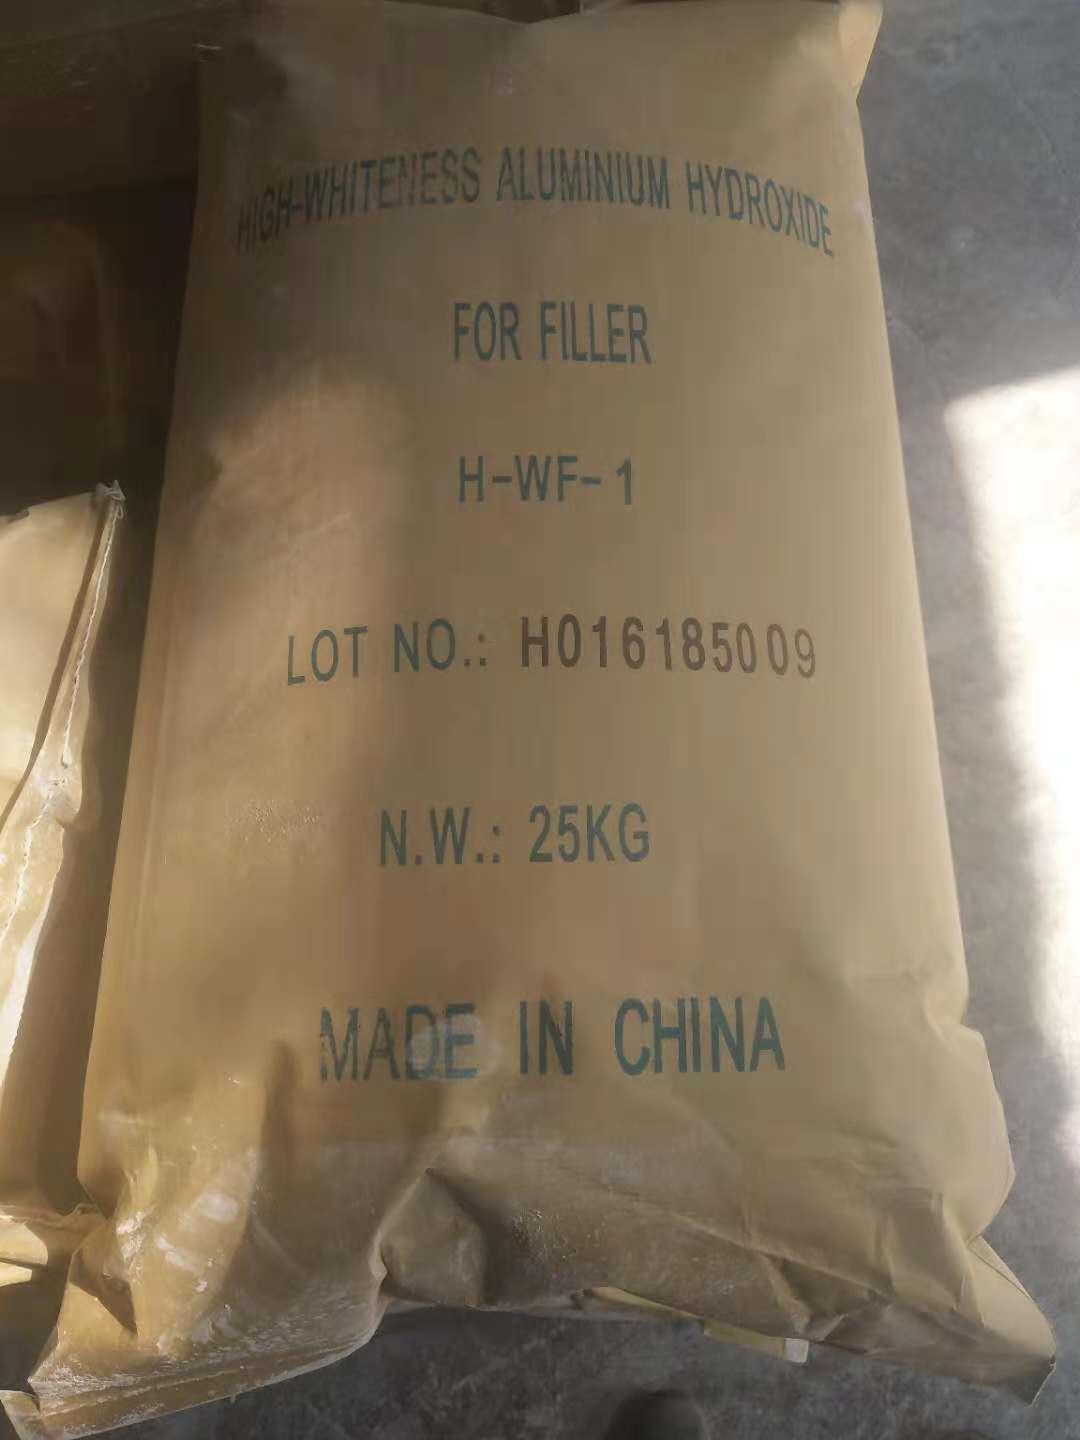 HIGH-WHITENESS ALUMINIUM HYDROXIDE
FOR FILLER
H-WF-1
LOT NO.: H016185009
N.W.: 25KG
MADE IN CHINA